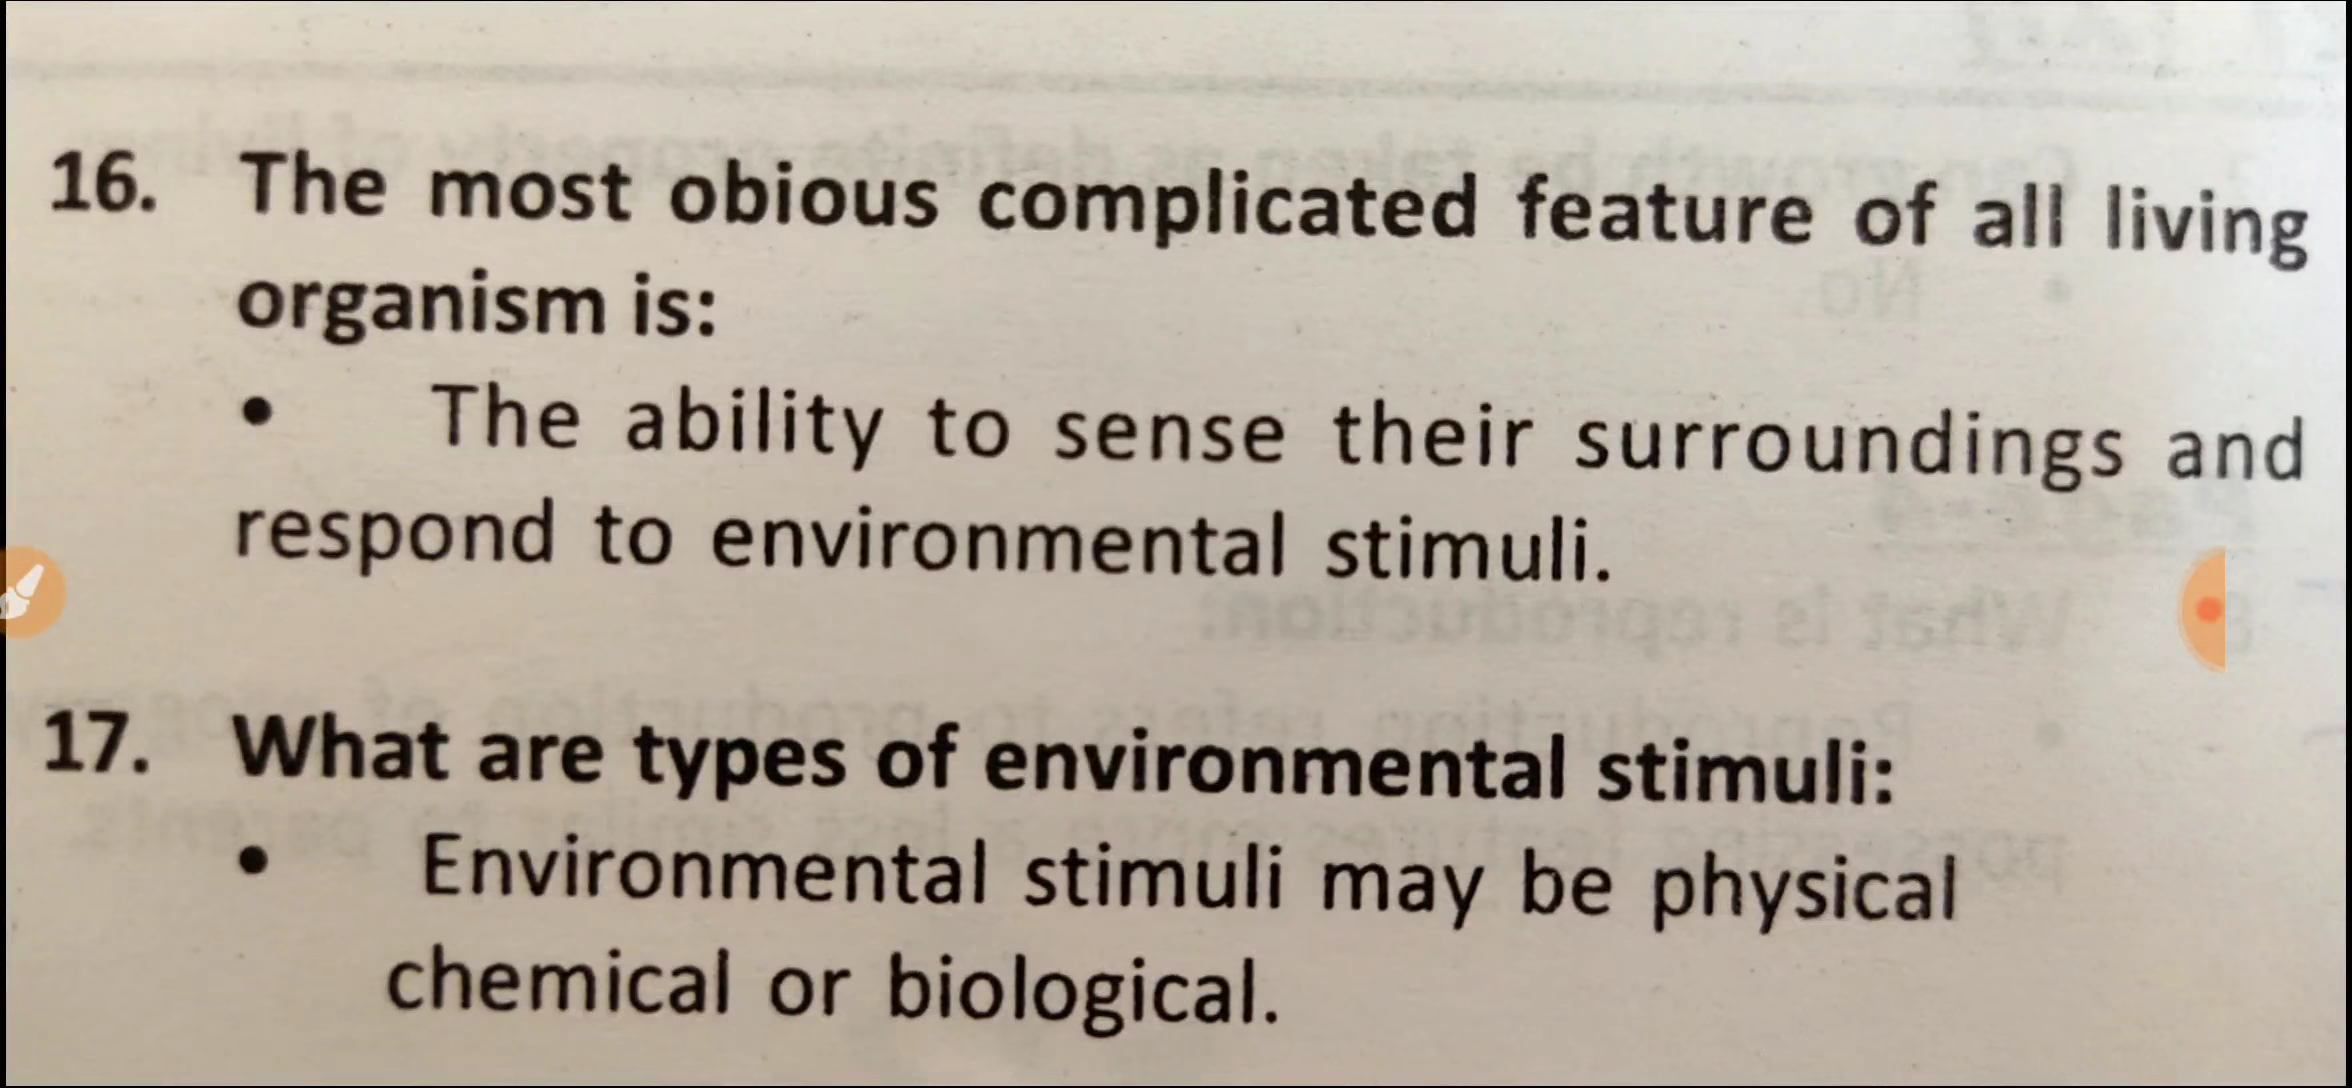 16. The most obious complicated feature of all living
organism is:
• The ability to sense their surroundings and
respond to environmental stimuli.
17. What are types of environmental stimuli:
• Environmental stimuli may be physical
chemical or biological.